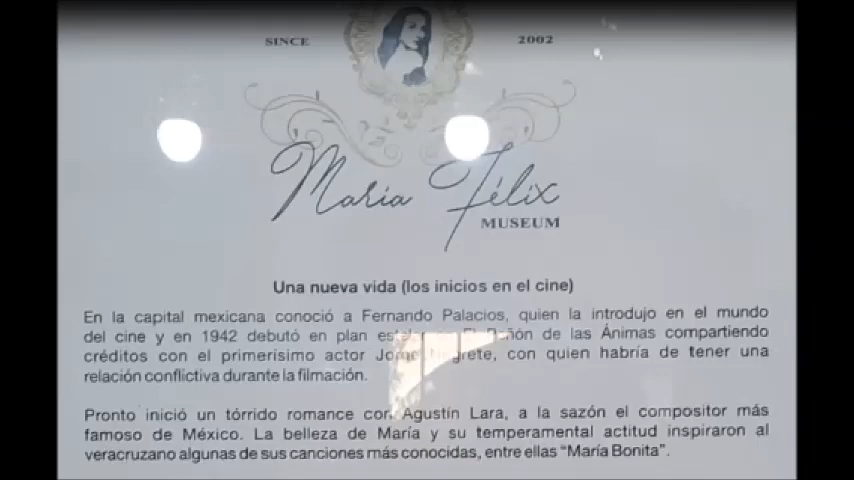 SINCE 2002
María Félix
MUSEUM
Una nueva vida (los inicios en el cine)
En la capital mexicana conoció a Fernando Palacios, quien la introdujo en el mundo
del cine y en 1942 debutó en plan de las Ánimas compartiendo
créditos con el primerísimo actor Jorge Negrete, con quien habría de tener una
relación conflictiva durante la filmación.
Pronto inició un tórrido romance con Agustín Lara, a la sazón el compositor más
famoso de México. La belleza de María y su temperamental actitud inspiraron al
veracruzano algunas de sus canciones más conocidas, entre ellas “María Bonita”.